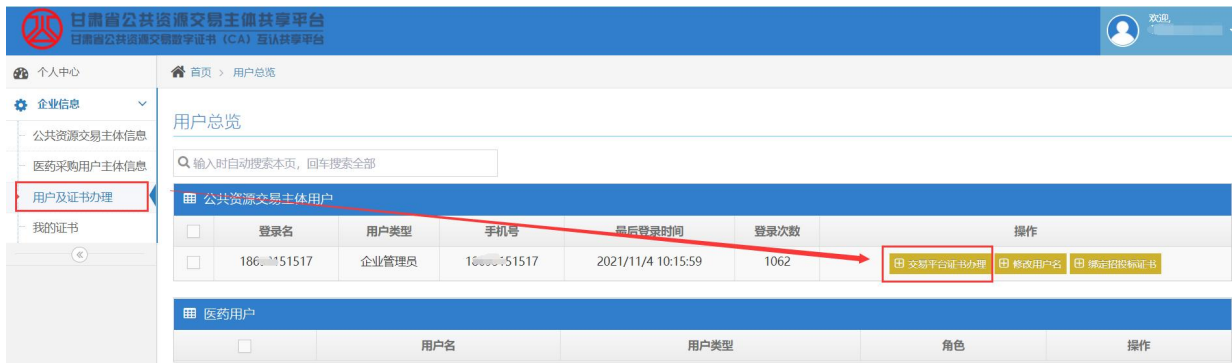 甘肃省公共资源交易主体共享平台
甘肃省公共资源交易数字证书（CA）互认共享平台
欢迎,
个人中心
首页 > 用户总览
企业信息
公共资源交易主体信息
医药采购用户主体信息
用户及证书办理
我的证书
用户总览
输入时自动搜索本页，回车搜索全部
公共资源交易主体用户
登录名 用户类型 手机号 最后登录时间 登录次数 操作
186 151517 企业管理员 151517 2021/11/4 10:15:59 1062 交易平台证书办理 修改用户名 绑定招投标证书
医药用户
用户名 用户类型 角色 操作